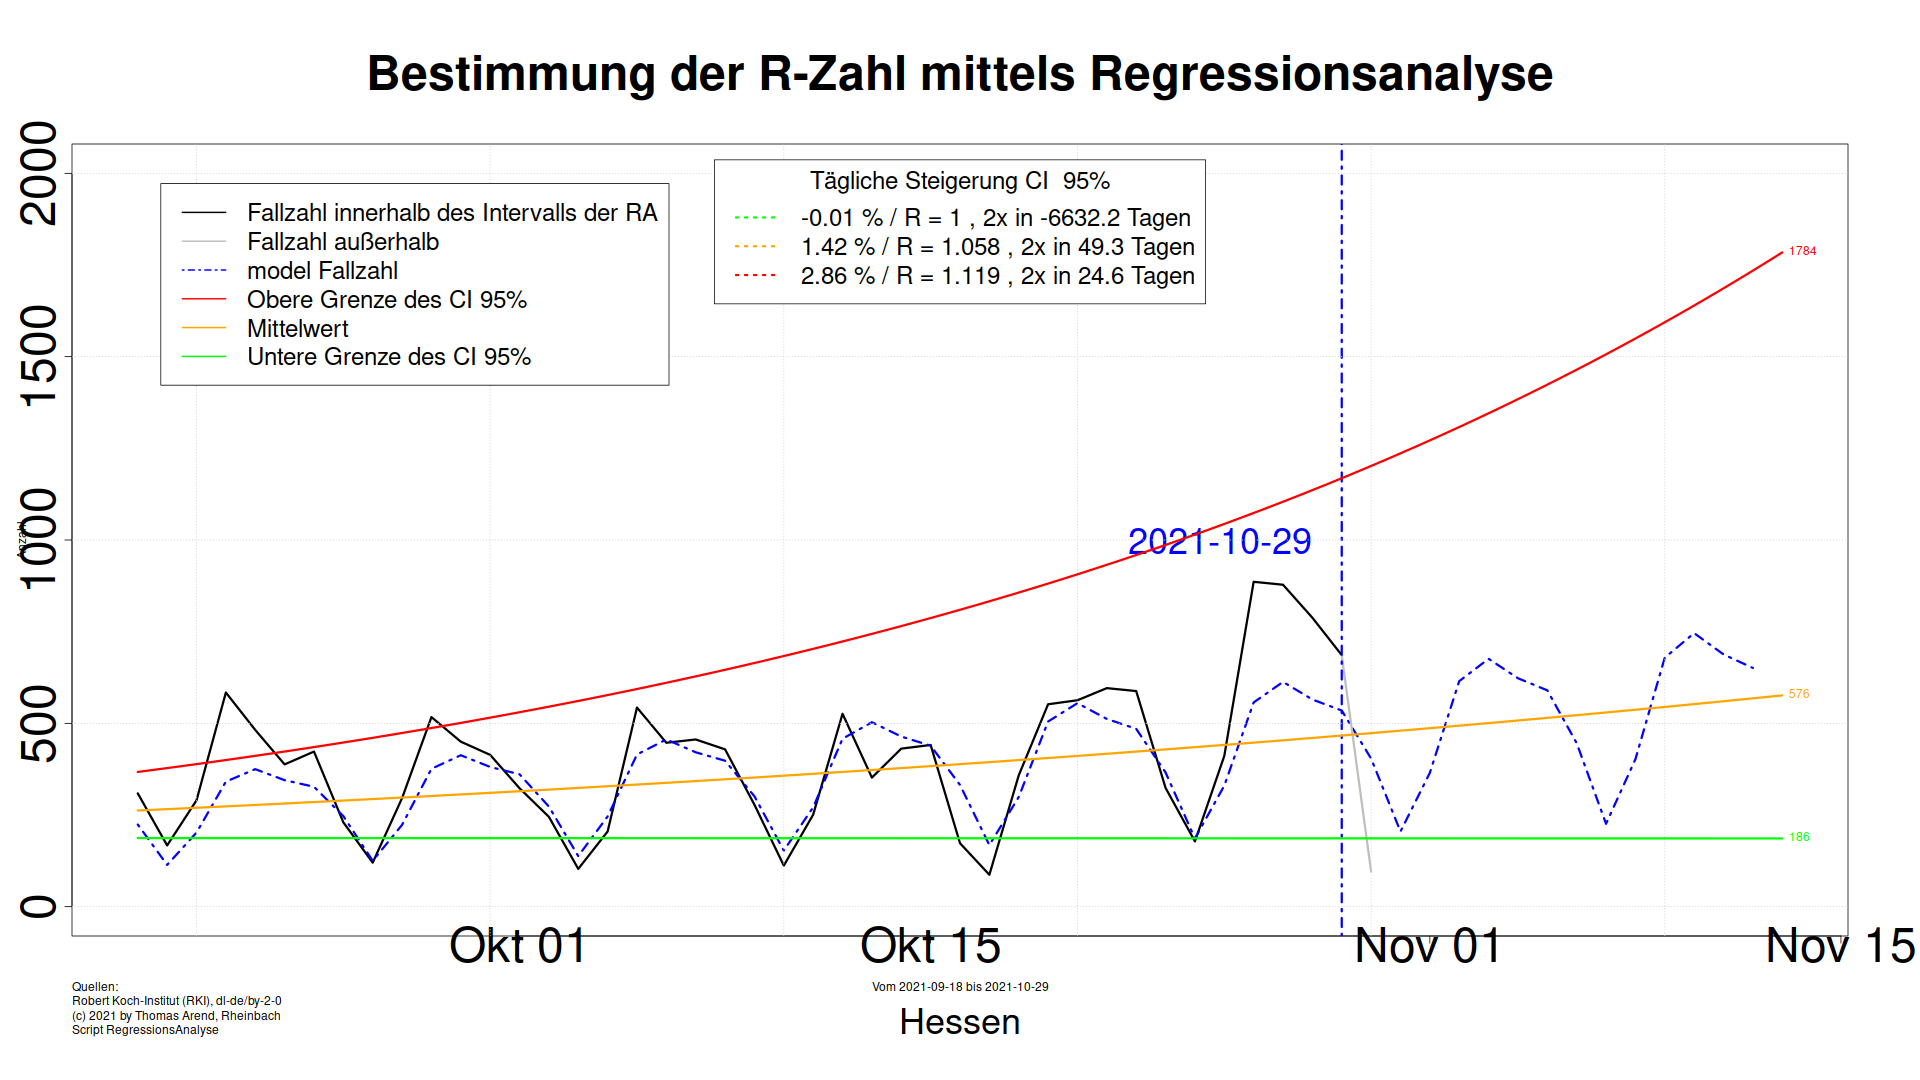 Bestimmung der R-Zahl mittels Regressionsanalyse
2000
1500
1000
500
0
Anzahl
Fallzahl innerhalb des Intervalls der RA
Fallzahl außerhalb
model Fallzahl
Obere Grenze des CI 95%
Mittelwert
Untere Grenze des CI 95%
Tägliche Steigerung CI  95%
-0.01 % / R = 1 , 2x in -6632.2 Tagen
1.42 % / R = 1.058 , 2x in 49.3 Tagen
2.86 % / R = 1.119 , 2x in 24.6 Tagen
1784
2021-10-29
576
186
Okt 01
Okt 15
Nov 01
Nov 15
Quellen:
Robert Koch-Institut (RKI), dl-de/by-2-0
(c) 2021 by Thomas Arend, Rheinbach
Script RegressionsAnalyse
Vom 2021-09-18 bis 2021-10-29
Hessen